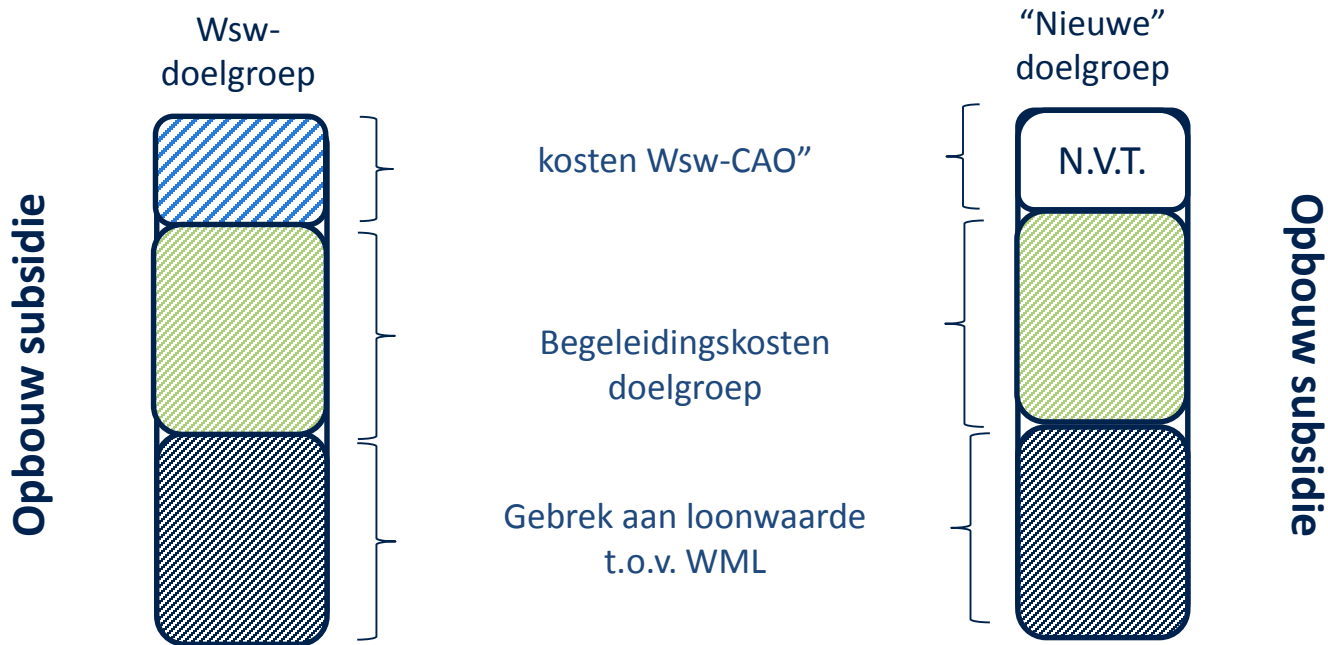 Wsw-
doelgroep
“Nieuwe”
doelgroep
kosten Wsw-CAO”
N.V.T.
Opbouw subsidie
Opbouw subsidie
Begeleidingskosten
doelgroep
Gebrek aan loonwaarde
t.o.v. WML